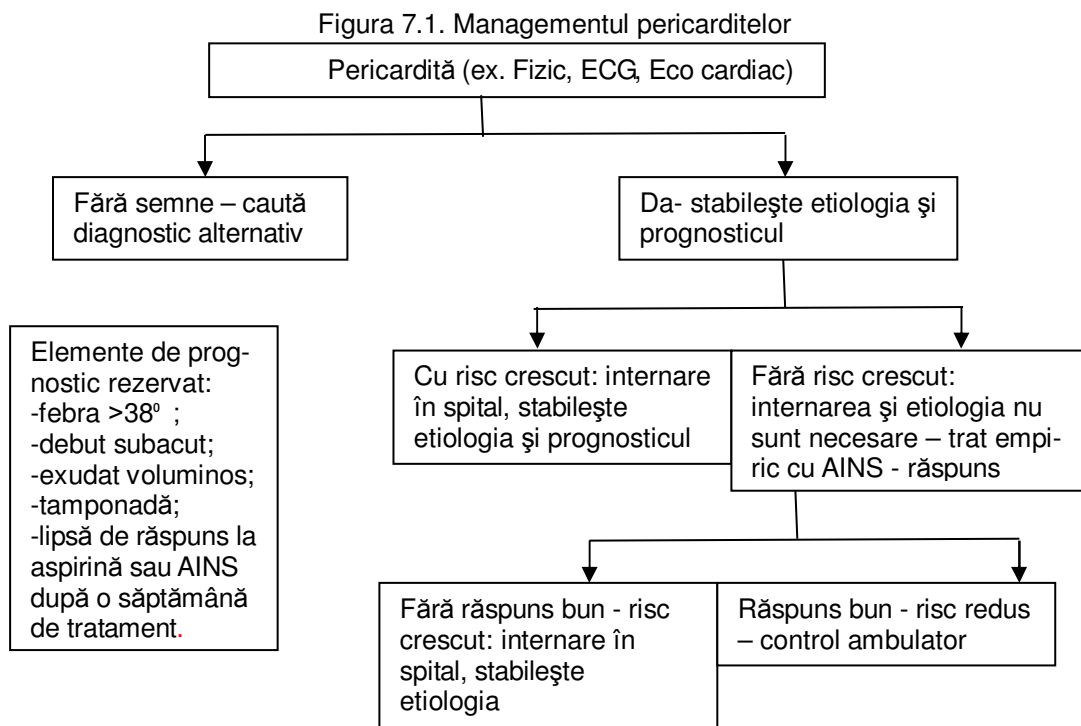 Figura 7.1. Managementul pericarditelor
Pericardită (ex. Fizic, ECG, Eco cardiac)
Fără semne – caută
diagnostic alternativ
Da- stabileşte etiologia şi
prognosticul
Elemente de prog-
nostic rezervat:
-febra >38⁰ ;
-debut subacut;
-exudat voluminos;
-tamponadă;
-lipsă de răspuns la
aspirină sau AINS
după o săptămână
de tratament.
Cu risc crescut: internare
în spital, stabileşte
etiologia şi prognosticul
Fără risc crescut:
internarea şi etiologia nu
sunt necesare – trat empi-
ric cu AINS - răspuns
Fără răspuns bun - risc
crescut: internare în
spital, stabileşte
etiologia
Răspuns bun - risc redus
– control ambulator